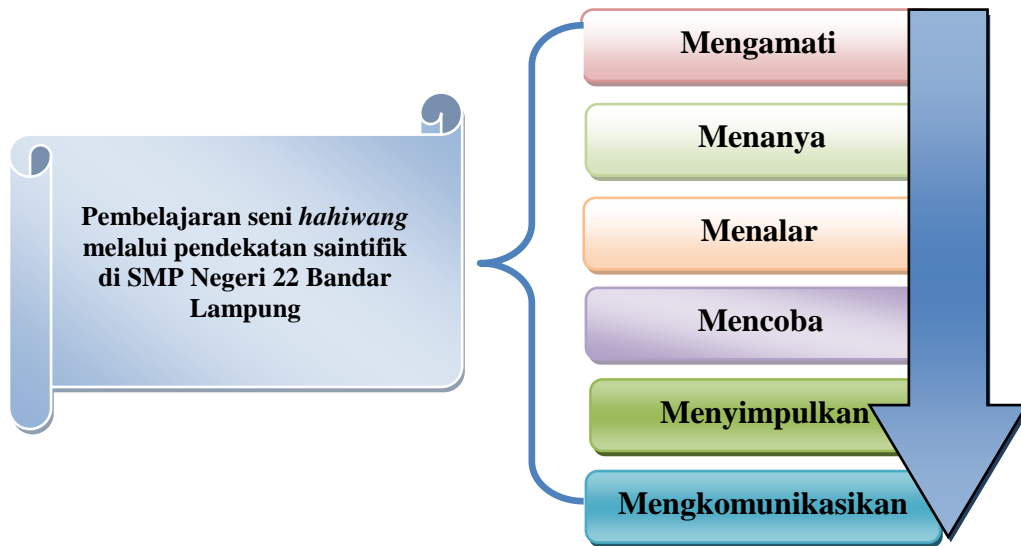 Pembelajaran seni hahiwang
melalui pendekatan saintifik
di SMP Negeri 22 Bandar
Lampung
Mengamati
Menanya
Menalar
Mencoba
Menyimpulkan
Mengkomunikasikan